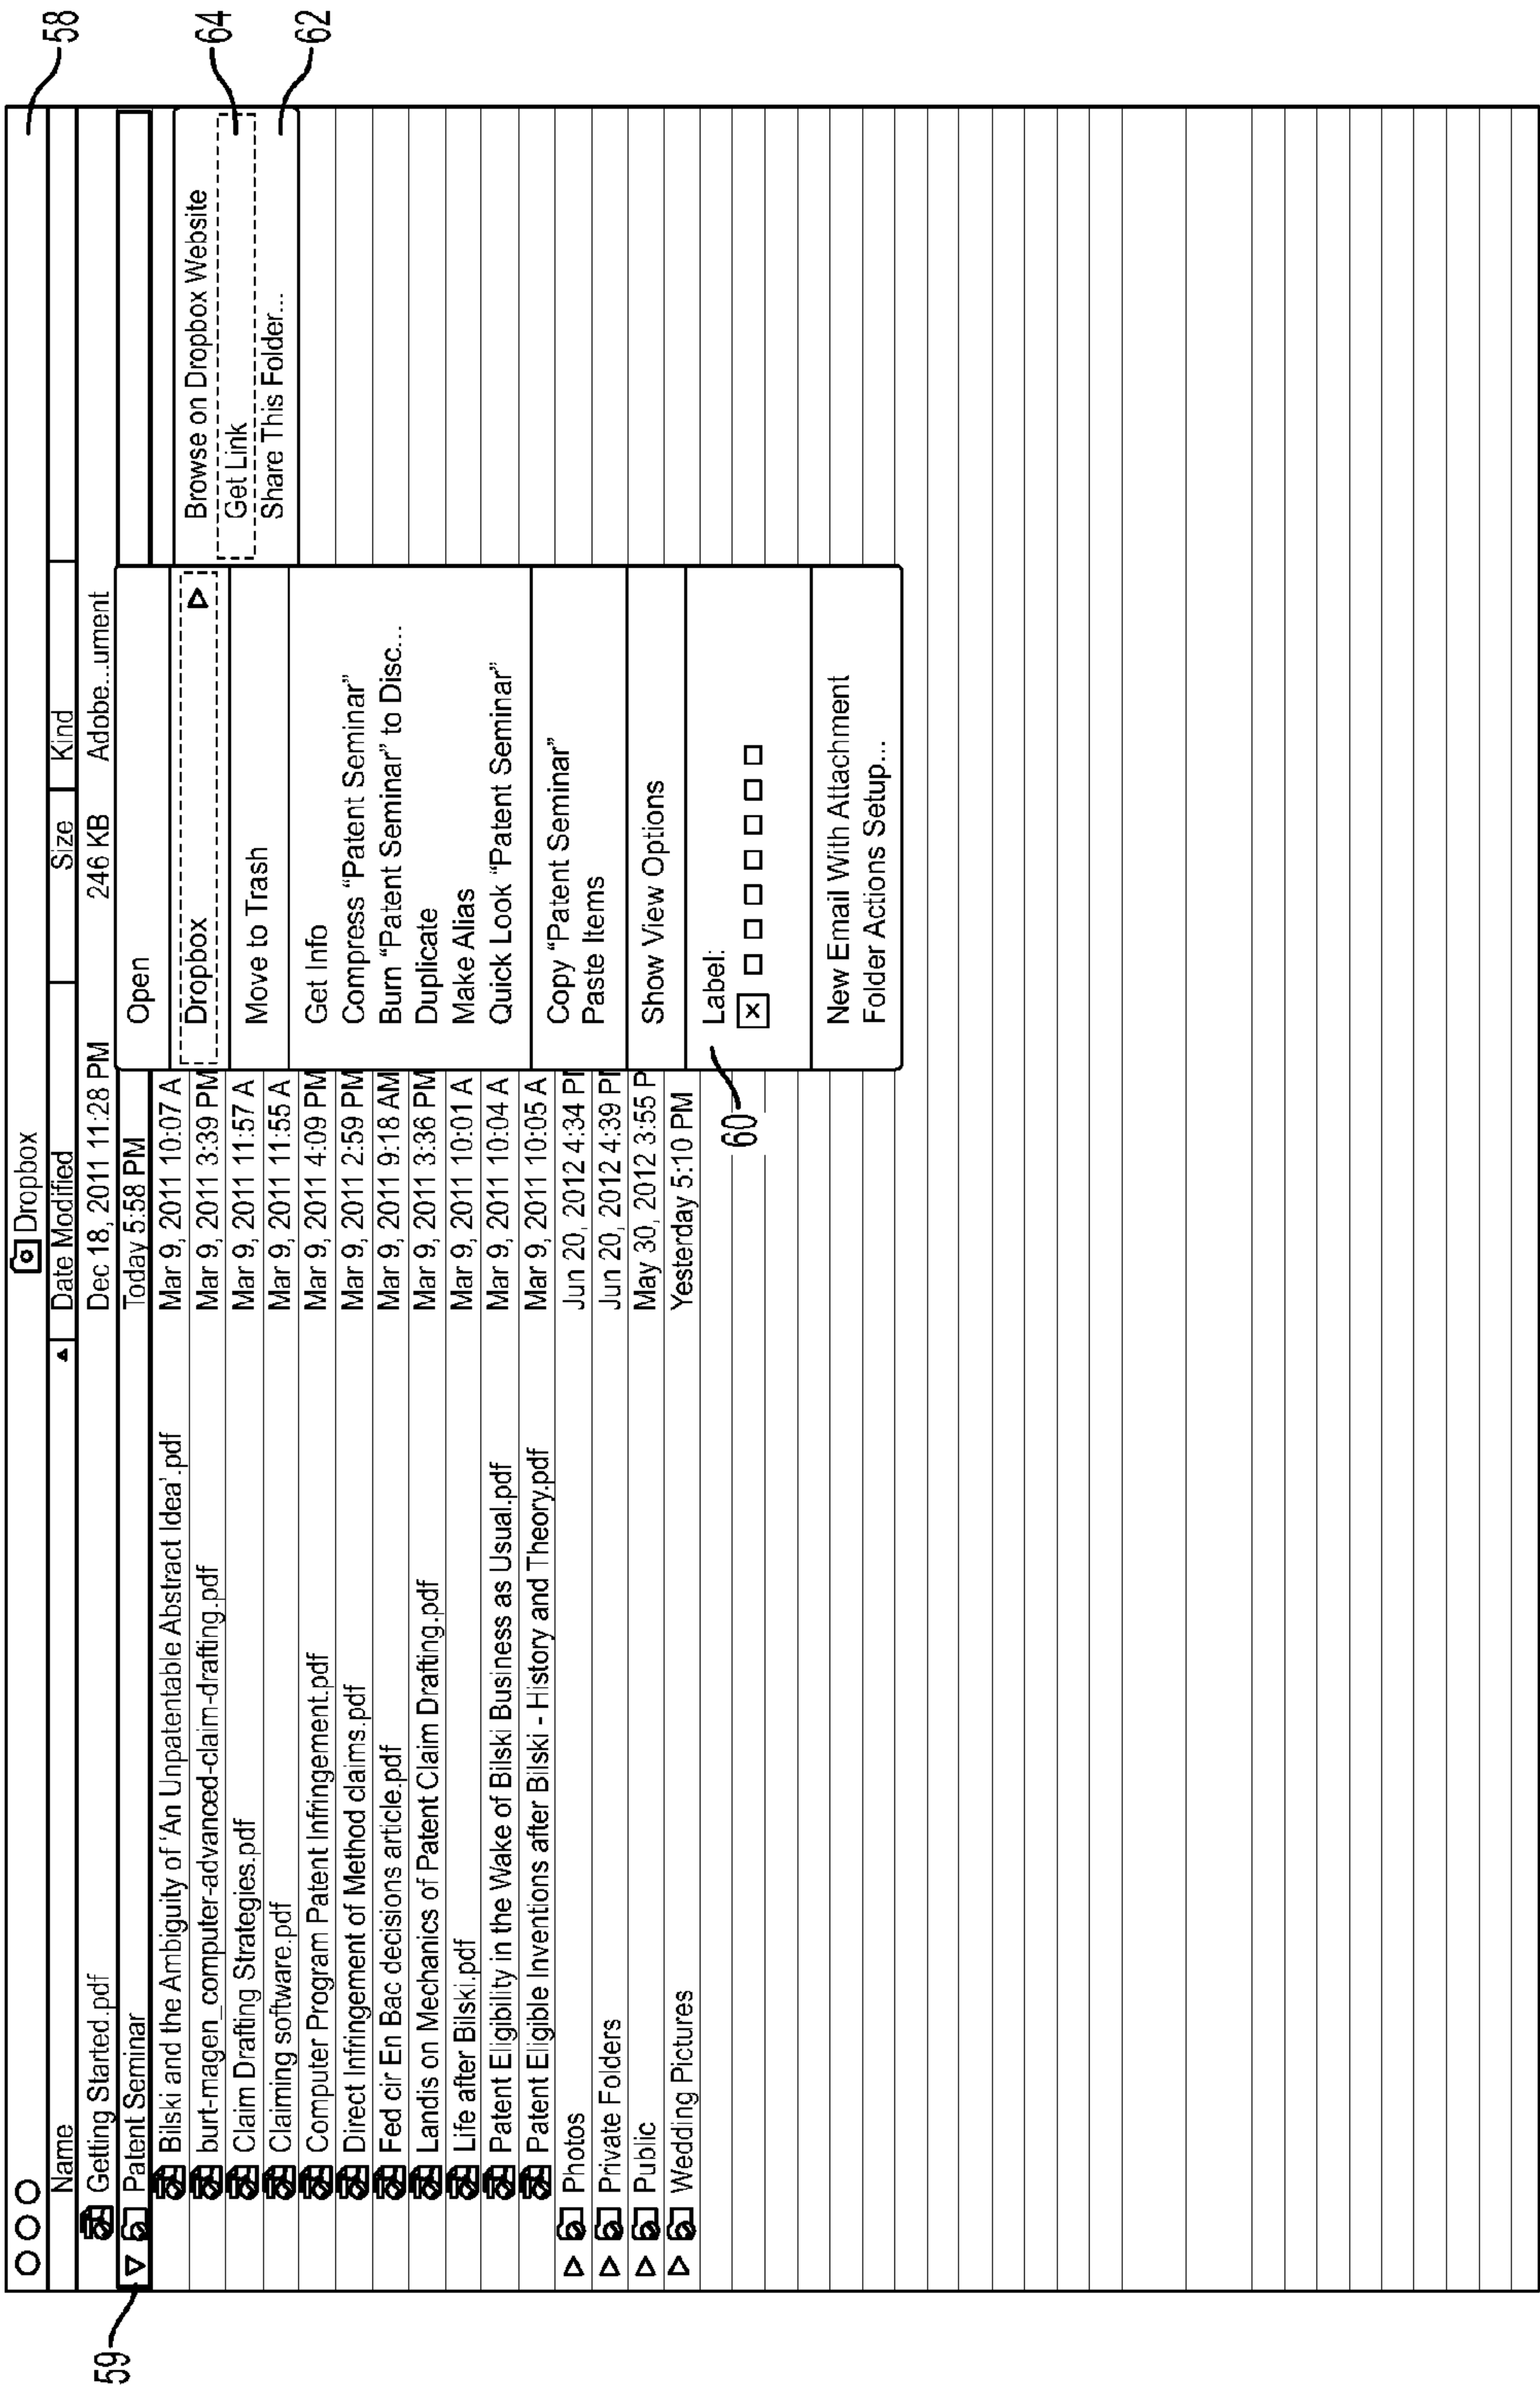 Dropbox
Name Date Modified Size Kind
Getting Started.pdf Dec 18, 2011 11:28 PM 246 KB Adobe...ument
Patent Seminar Today 5:58 PM
Bilski and the Ambiguity of 'An Unpatentable Abstract Idea'.pdf Mar 9, 2011 10:07 A
burt-magen_computer-advanced-claim-drafting.pdf Mar 9, 2011 3:39 PM
Claim Drafting Strategies.pdf Mar 9, 2011 11:57 A
Claiming software.pdf Mar 9, 2011 11:55 A
Computer Program Patent Infringement.pdf Mar 9, 2011 4:09 PM
Direct Infringement of Method claims.pdf Mar 9, 2011 2:59 PM
Fed cir En Bac decisions article.pdf Mar 9, 2011 9:18 AM
Landis on Mechanics of Patent Claim Drafting.pdf Mar 9, 2011 3:36 PM
Life after Bilski.pdf Mar 9, 2011 10:01 A
Patent Eligibility in the Wake of Bilski Business as Usual.pdf Mar 9, 2011 10:04 A
Patent Eligible Inventions after Bilski - History and Theory.pdf Mar 9, 2011 10:05 A
Photos Jun 20, 2012 4:34 PM
Private Folders Jun 20, 2012 4:39 PM
Public May 30, 2012 3:55 P
Wedding Pictures Yesterday 5:10 PM
Open
Dropbox
Move to Trash
Get Info
Compress “Patent Seminar”
Burn “Patent Seminar” to Disc...
Duplicate
Make Alias
Quick Look “Patent Seminar”
Copy “Patent Seminar”
Paste Items
Show View Options
Label:
x
New Email With Attachment
Folder Actions Setup...
Browse on Dropbox Website
Get Link
Share This Folder...
58
64
62
59
60